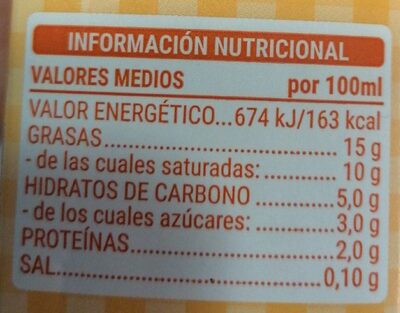 INFORMACIÓN NUTRICIONAL
VALORES MEDIOS por 100ml
VALOR ENERGÉTICO...674 kJ/163 kcal
GRASAS..................................15 g
- de las cuales saturadas: ............10 g
HIDRATOS DE CARBONO ............5,0 g
- de los cuales azúcares:..............3,0 g
PROTEÍNAS..............................2,0 g
SAL.......................................0,10 g